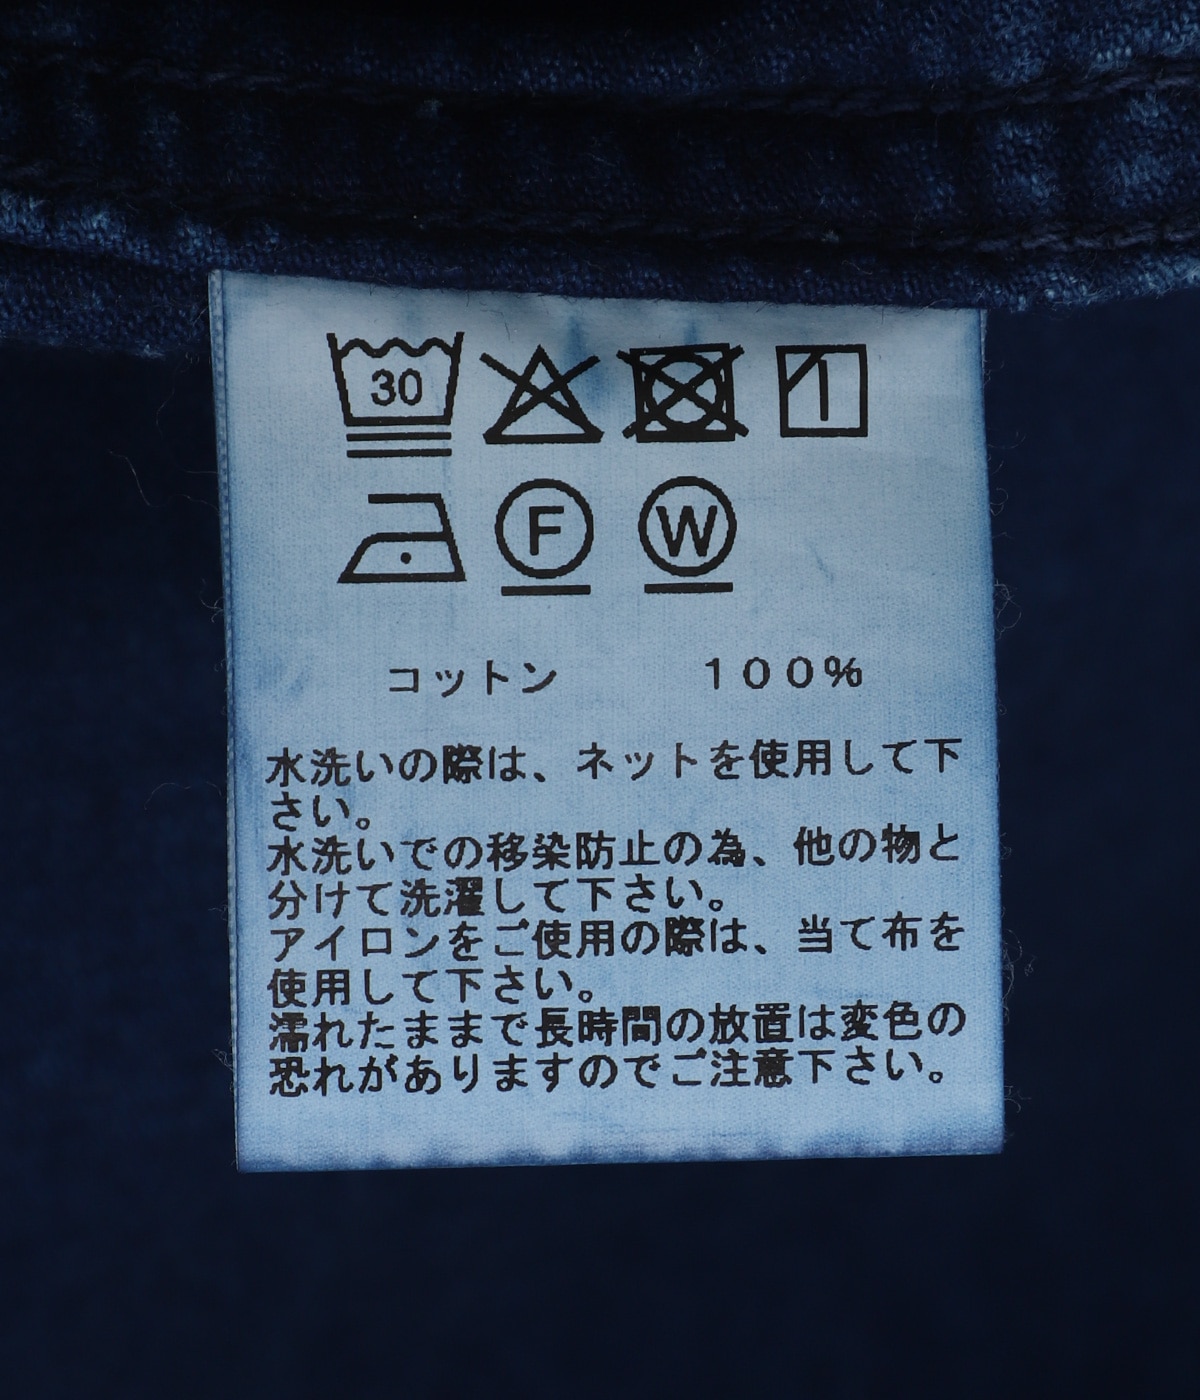 30
F W
コットン 100%
水洗いの際は、ネットを使用して下
さい。
水洗いでの移染防止の為、他の物と
分けて洗濯して下さい。
アイロンをご使用の際は、当て布を
使用して下さい。
濡れたままで長時間の放置は変色の
恐れがありますのでご注意下さい。